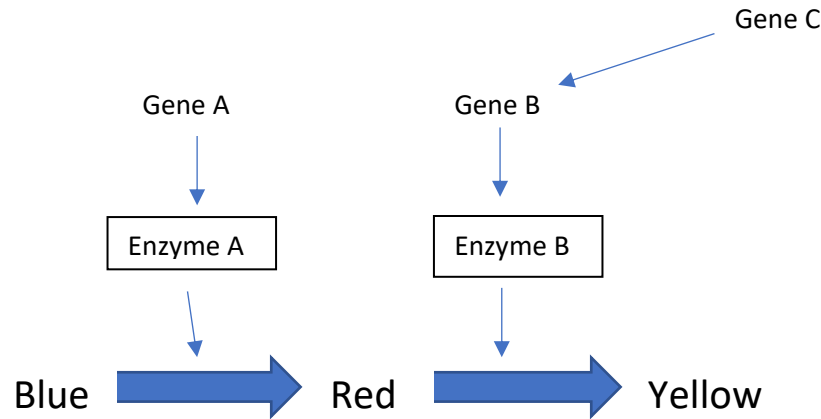 Gene C
Gene A
Gene B
Enzyme A
Enzyme B
Blue
Red
Yellow